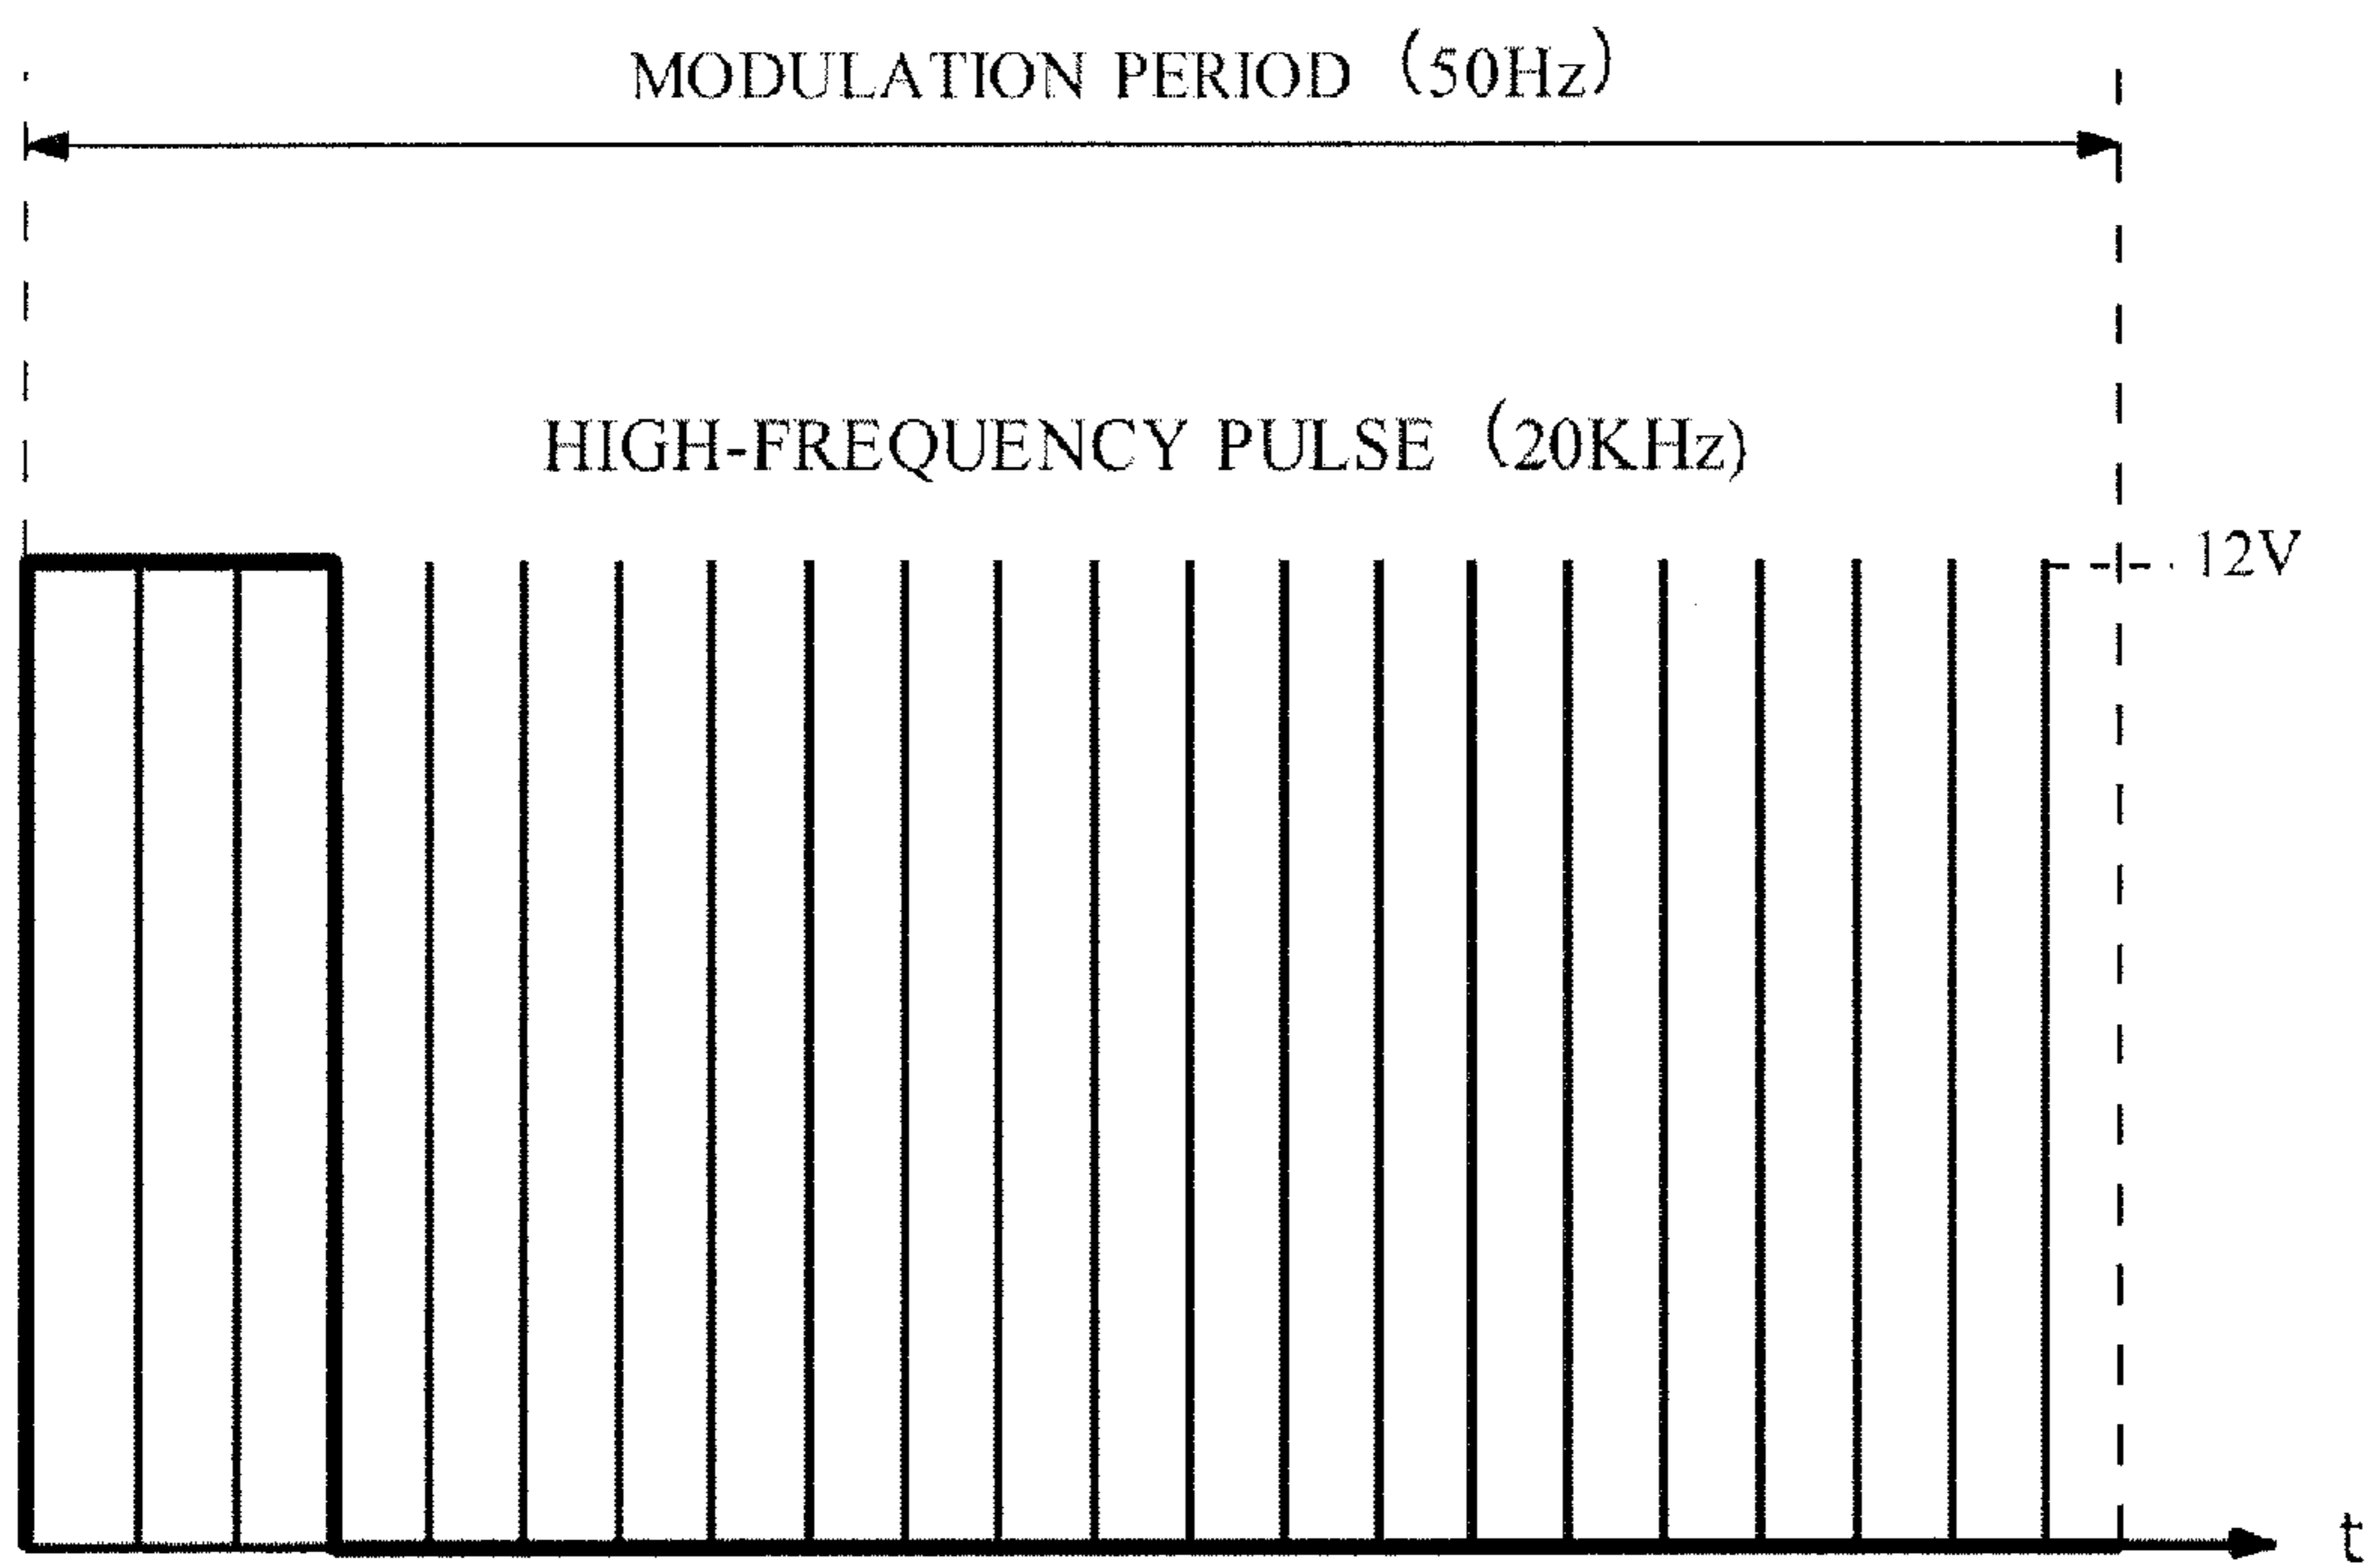 MODULATION PERIOD (50Hz)
HIGH-FREQUENCY PULSE (20KHz)
12V
t